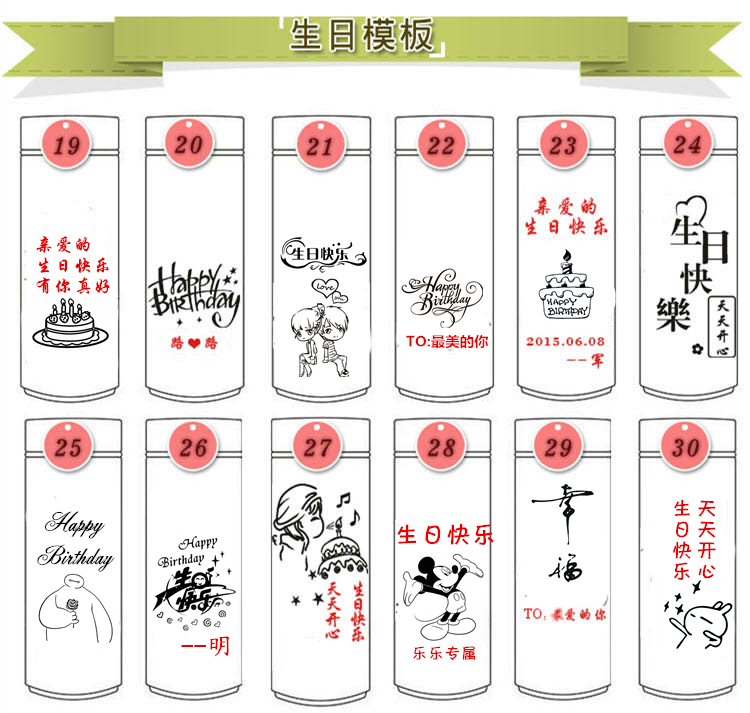 生日模板
19
亲爱的
生日快乐
有你真好
20
Happy
Birthday
路❤路
21
生日快乐
Love
22
Happy
Birthday
TO:最美的你
23
亲爱的
生日快乐
HAPPY
BIRTHDAY
2015.06.08
--军
24
生日快樂
天天开心
25
Happy
Birthday
26
Happy
Birthday
生日
快乐
--明
27
生日快乐
天天开心
28
生日快乐
乐乐专属
29
幸福
TO:最爱的你
30
天天开心
生日快乐